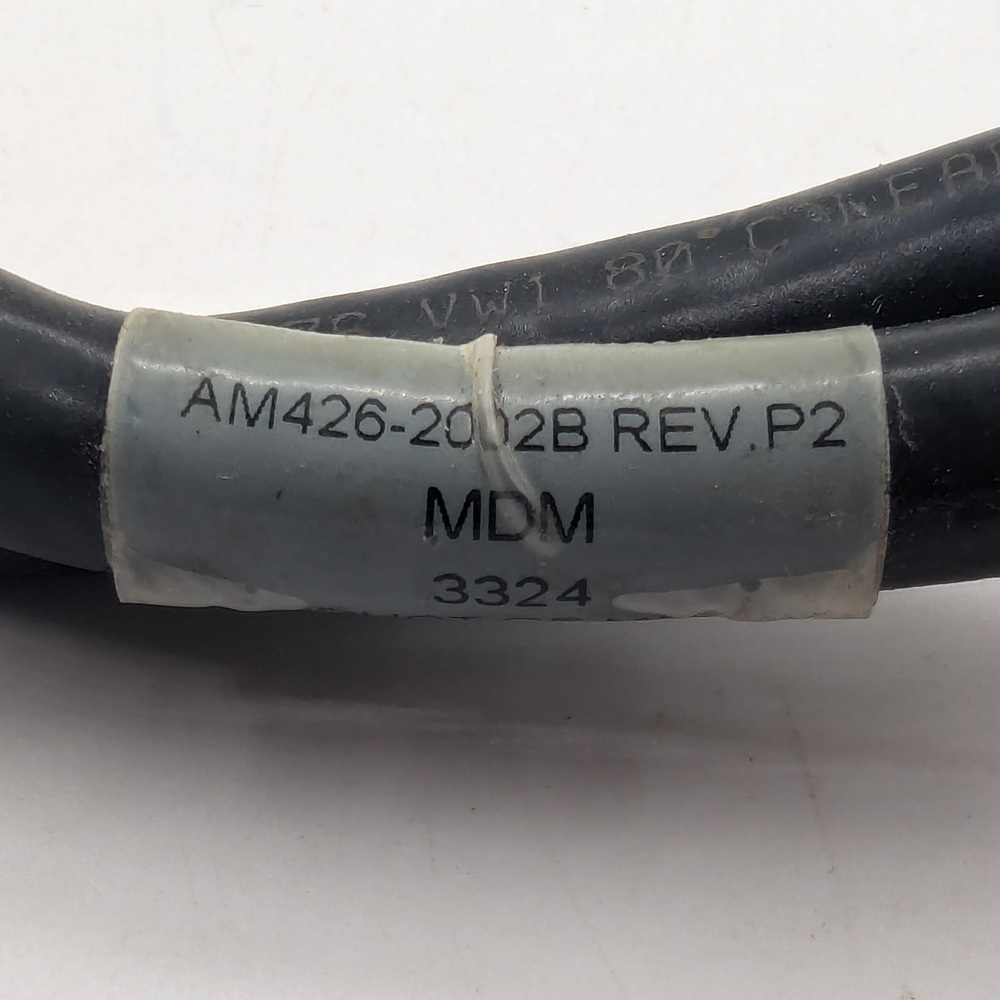 VW1 80°C
AM426-2002B REV.P2
MDM
3324